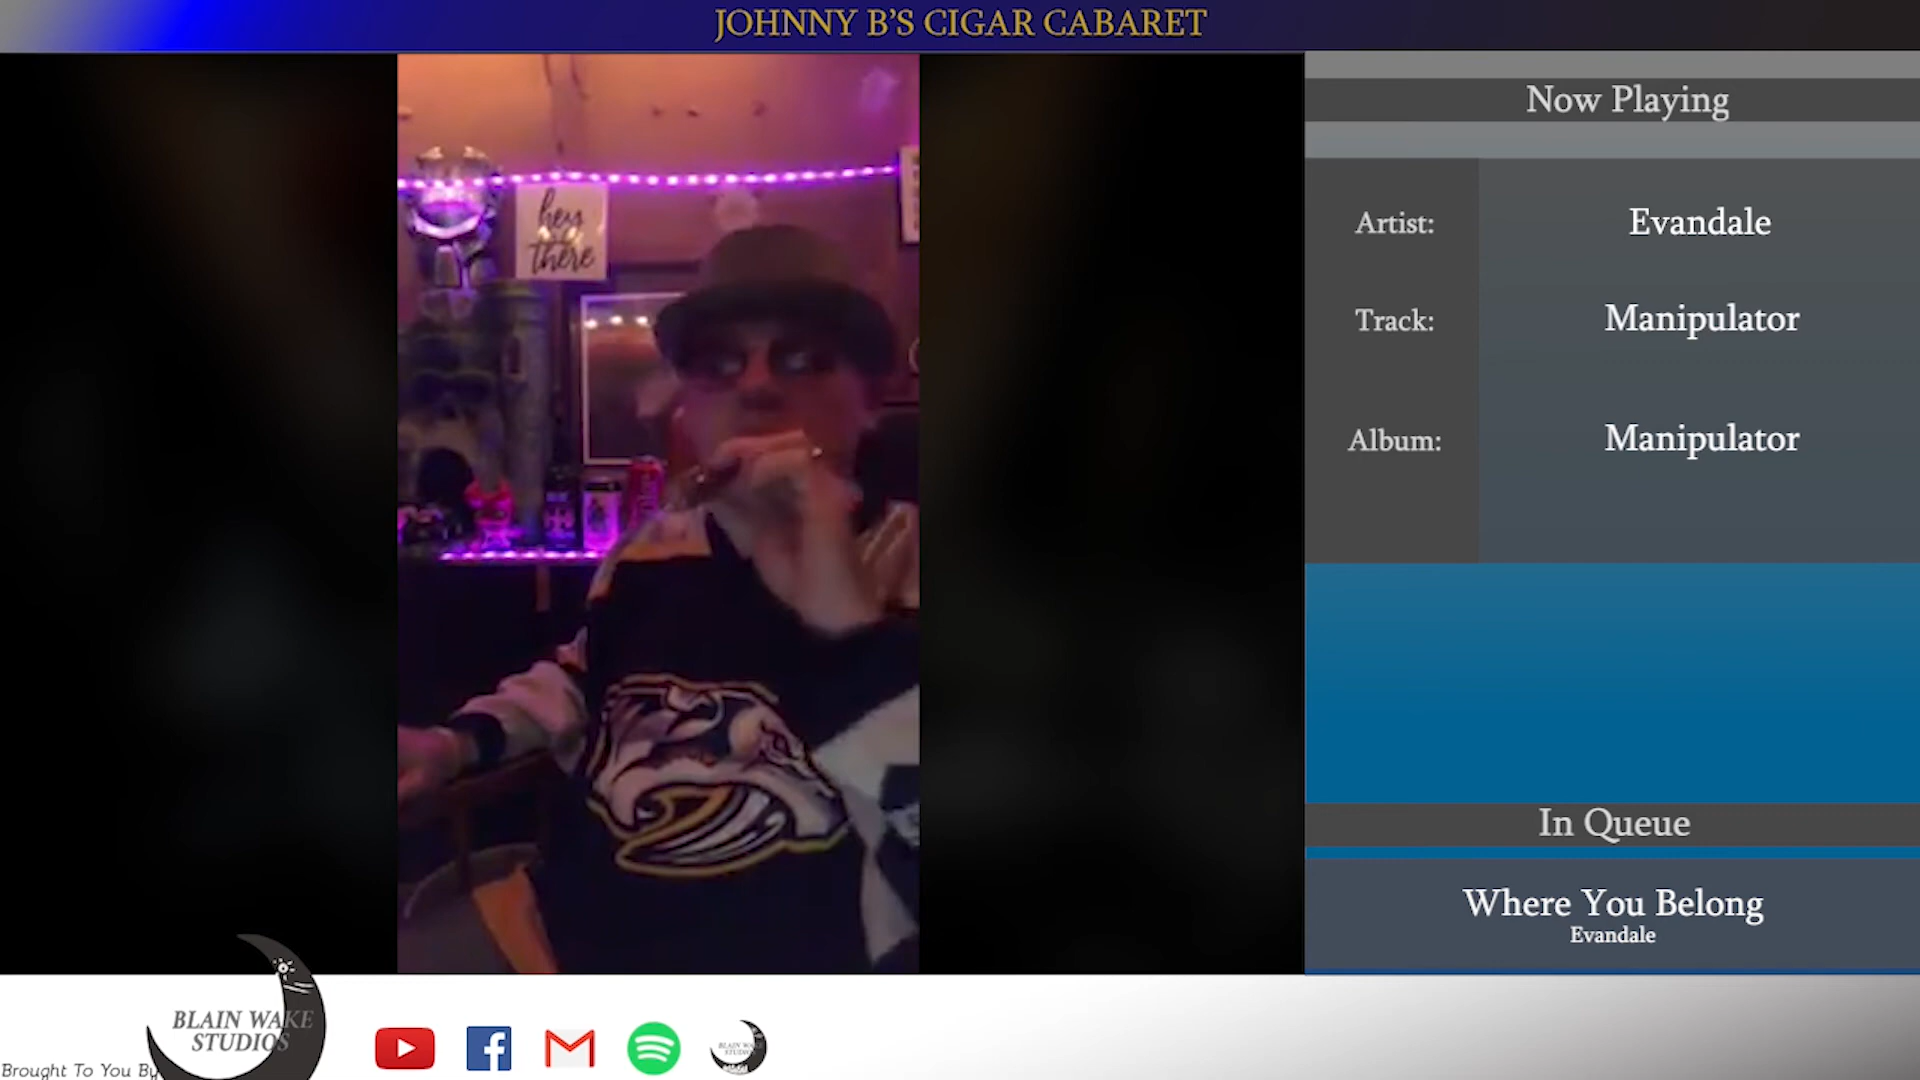 JOHNNY B'S CIGAR CABARET
hey
there
Now Playing
Artist:
Evandale
Track:
Manipulator
Album:
Manipulator
In Queue
Where You Belong
Evandale
BLAIN WAKE
STUDIOS
Brought To You By